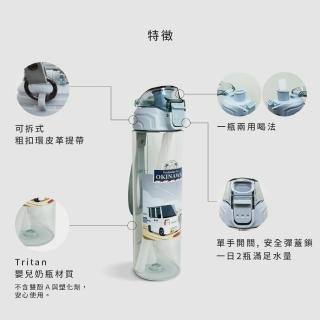 特徵
可拆式
粗扣環皮革提帶
一瓶兩用喝法
OKINAWA
單手開關, 安全彈蓋鎖
一日2瓶滿足水量
Tritan
嬰兒奶瓶材質
不含雙酚A與塑化劑,
安心使用。